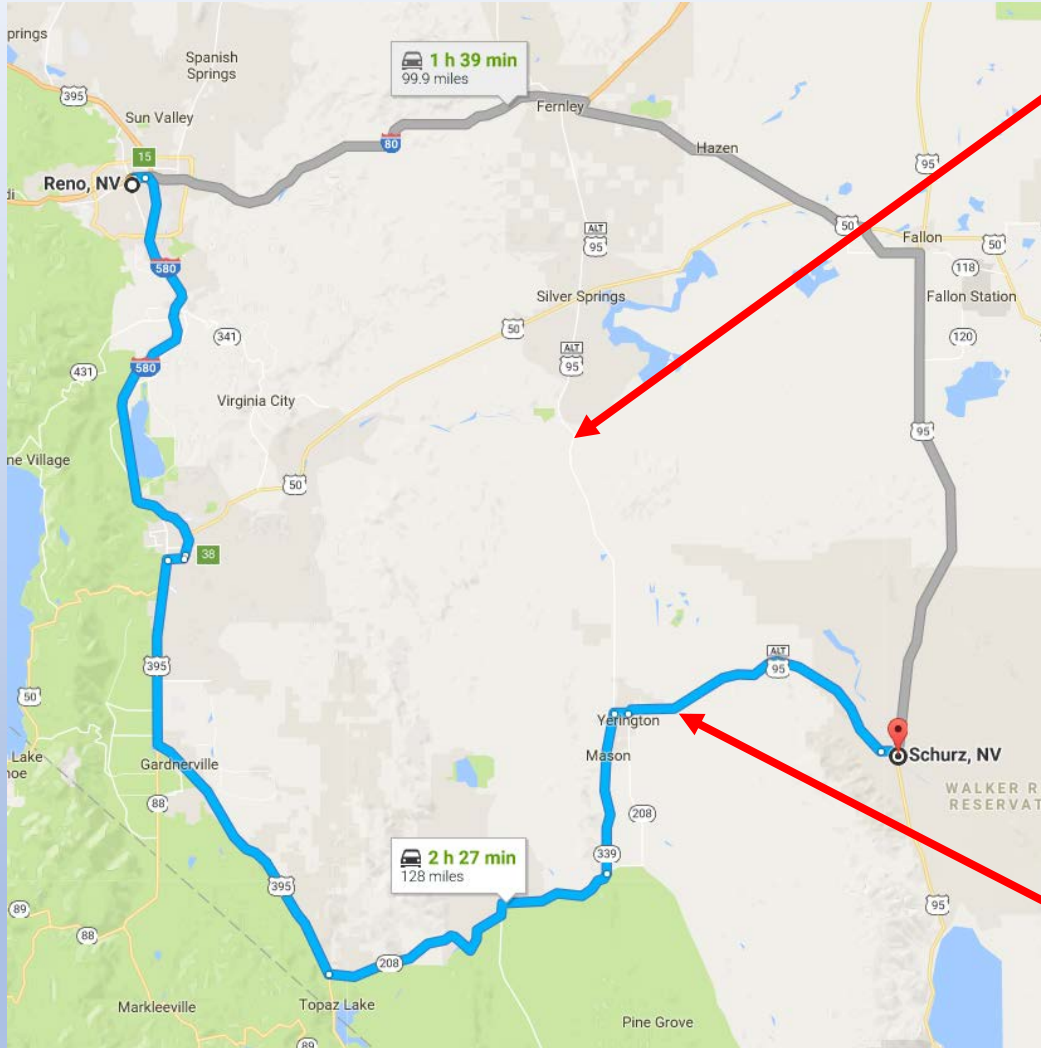 prings
Spanish
Springs
395
Sun Valley
1 h 39 min
99.9 miles
Fernley
80
Hazen
95
15
Reno, NV
di
ALT
95
50
Fallon
50
118
Fallon Station
580
Silver Springs
341
50
120
ALT
95
431
580
Virginia City
95
ne Village
50
38
395
ALT
95
50
Yerington
Schurz, NV
Lake
hoe
Gardnerville
Mason
WALKER R
RESERVAT
88
208
2 h 27 min
128 miles
339
395
95
89
88
208
Markleeville
Topaz Lake
Pine Grove